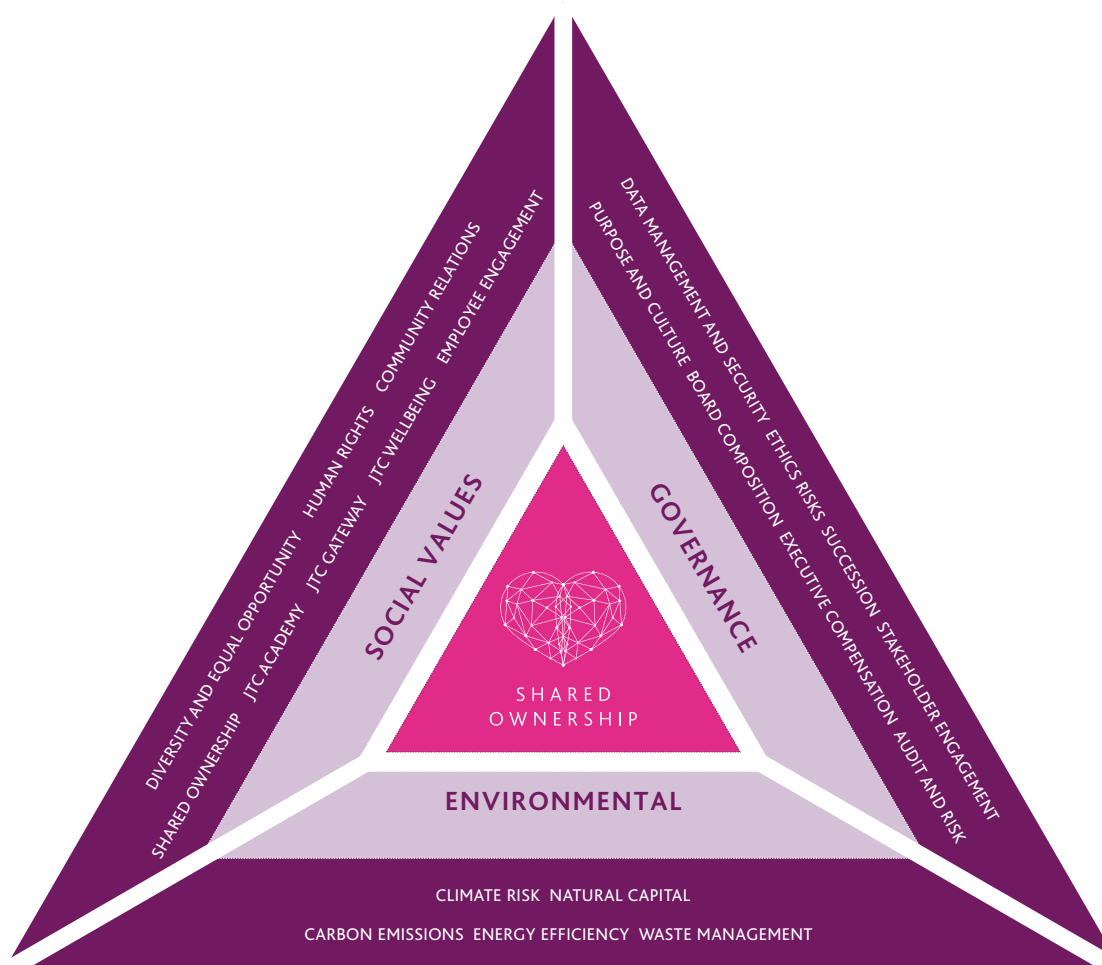 DIVERSITY AND EQUAL OPPORTUNITY HUMAN RIGHTS COMMUNITY RELATIONS
SHARED OWNERSHIP JTC ACADEMY JTC GATEWAY JTC WELLBEING EMPLOYEE ENGAGEMENT
SOCIAL VALUES
DATA MANAGEMENT AND SECURITY ETHICS RISKS SUCCESSION STAKEHOLDER ENGAGEMENT
PURPOSE AND CULTURE BOARD COMPOSITION EXECUTIVE COMPENSATION AUDIT AND RISK
GOVERNANCE
SHARED
OWNERSHIP
ENVIRONMENTAL
CLIMATE RISK NATURAL CAPITAL
CARBON EMISSIONS ENERGY EFFICIENCY WASTE MANAGEMENT